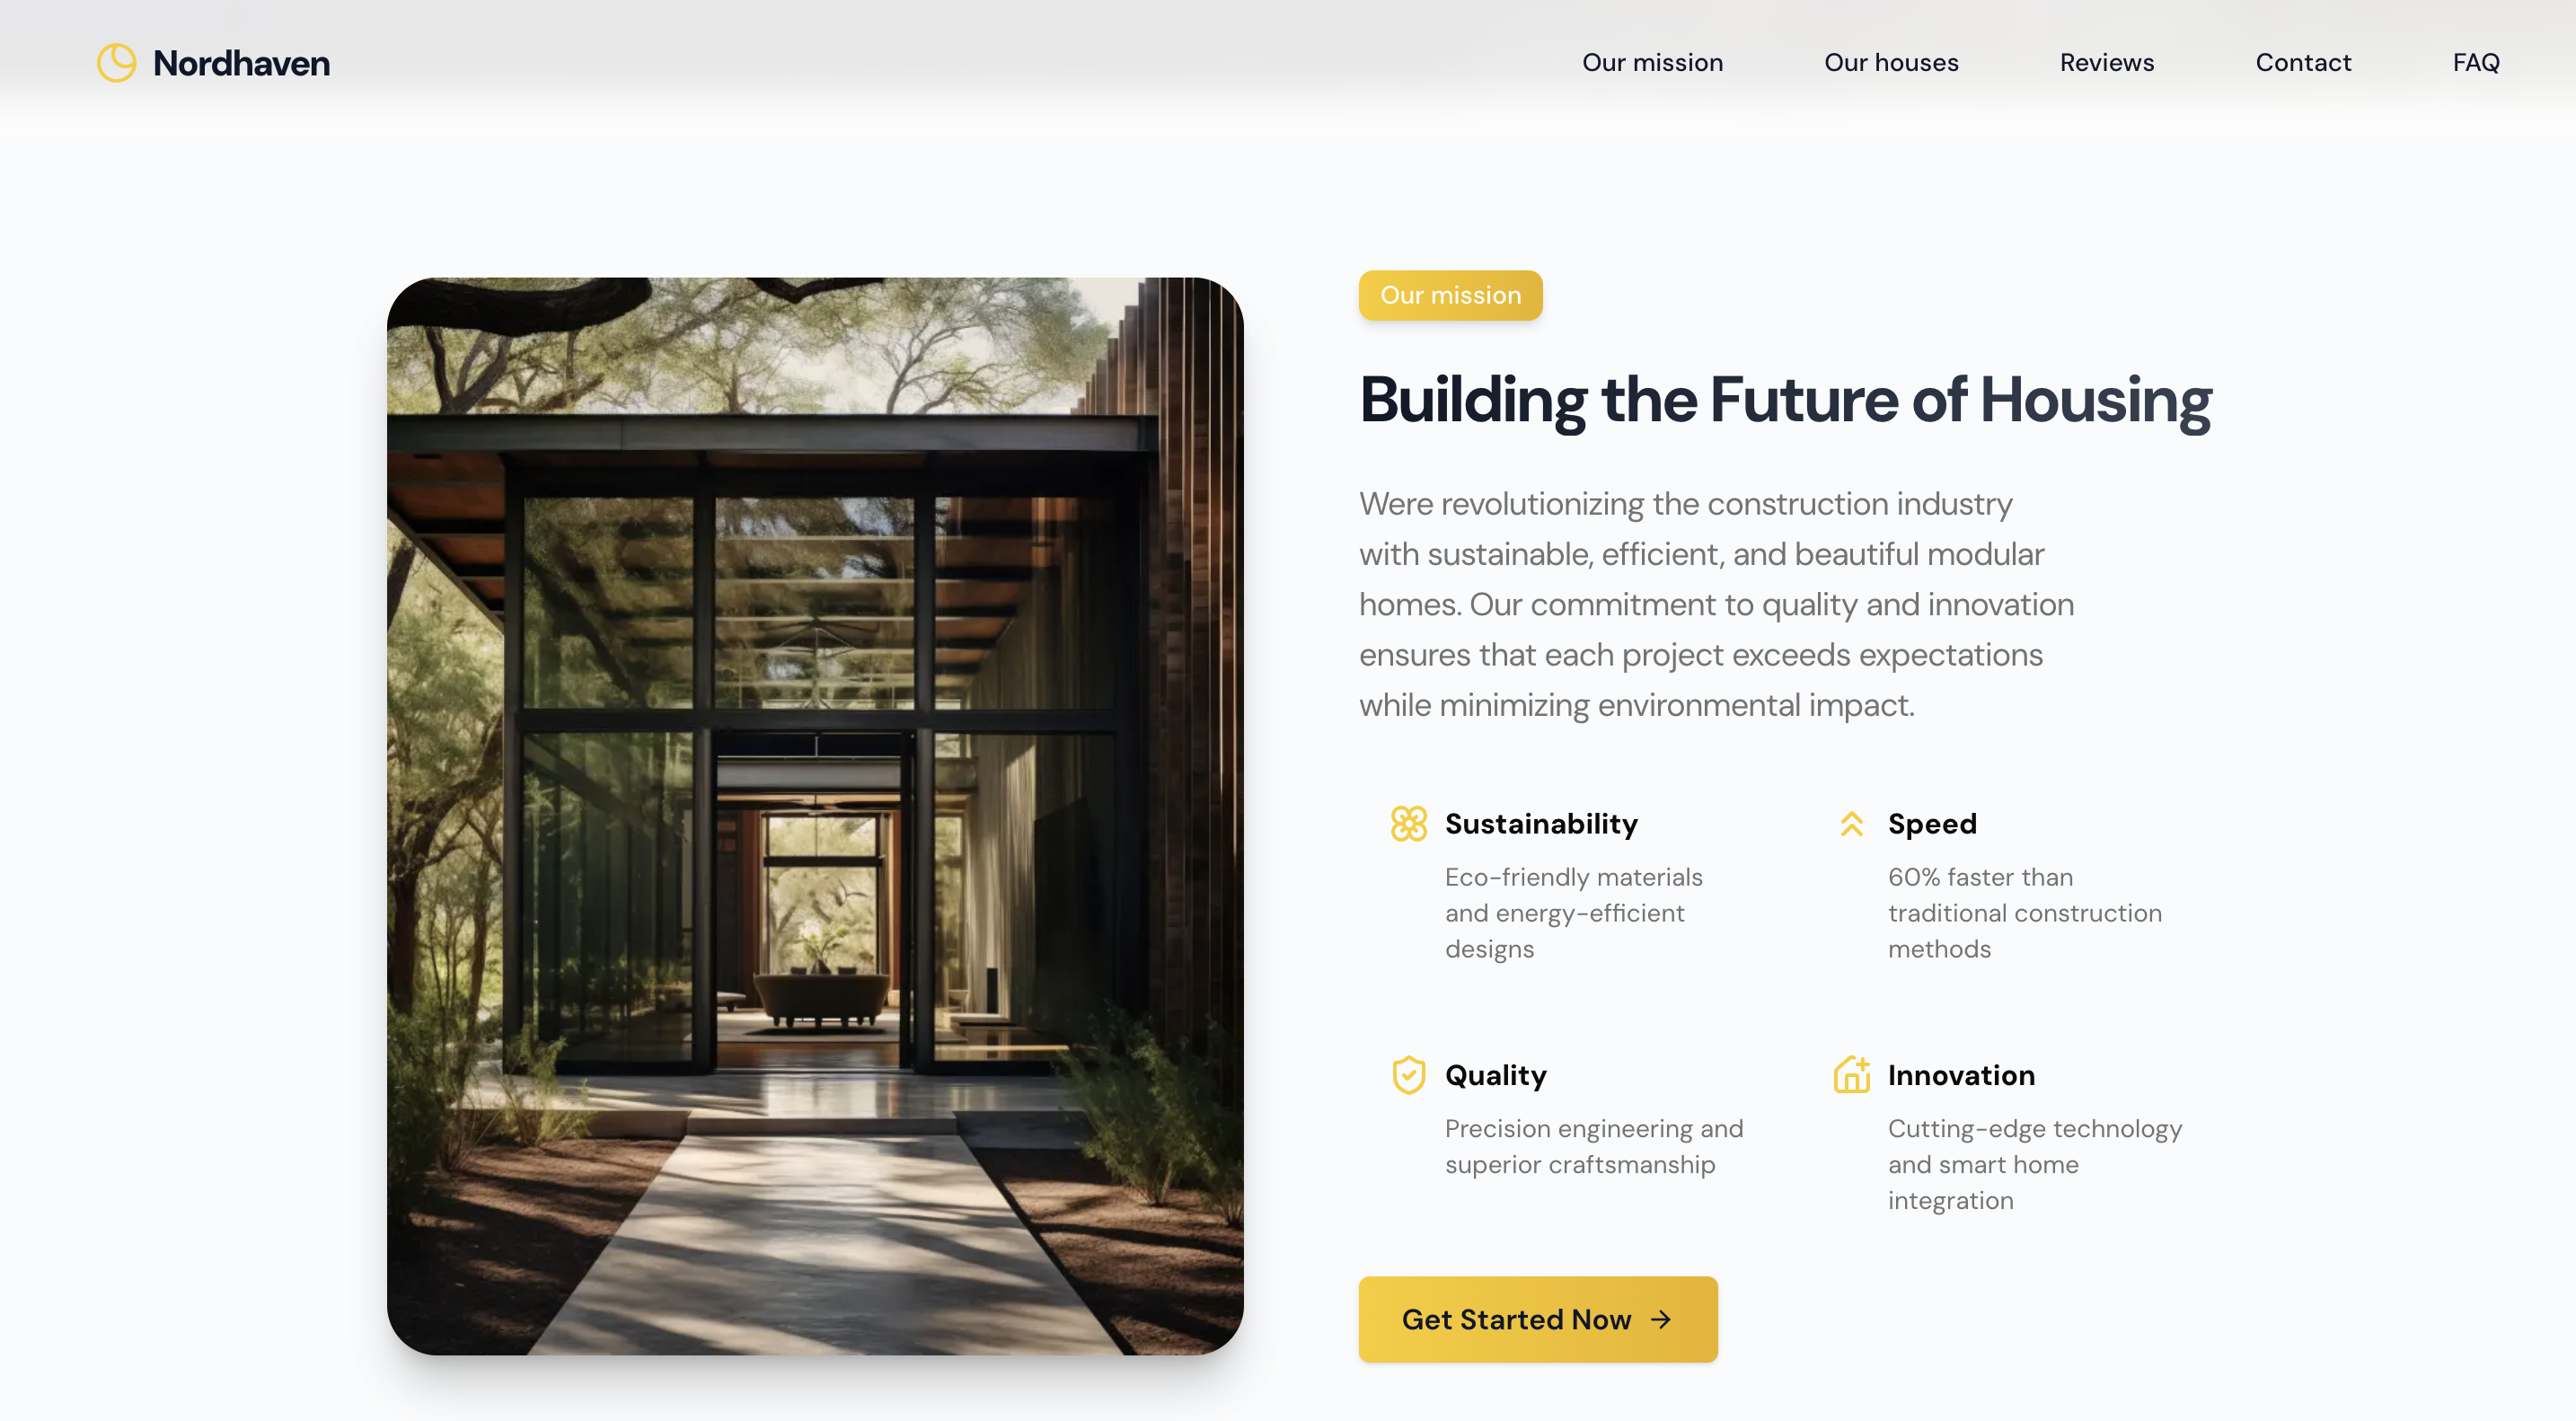 Nordhaven
Our mission
Our houses
Reviews
Contact
FAQ
Our mission
Building the Future of Housing
Were revolutionizing the construction industry
with sustainable, efficient, and beautiful modular
homes. Our commitment to quality and innovation
ensures that each project exceeds expectations
while minimizing environmental impact.
Sustainability
Eco-friendly materials
and energy-efficient
designs
Speed
60% faster than
traditional construction
methods
Quality
Precision engineering and
superior craftsmanship
Innovation
Cutting-edge technology
and smart home
integration
Get Started Now